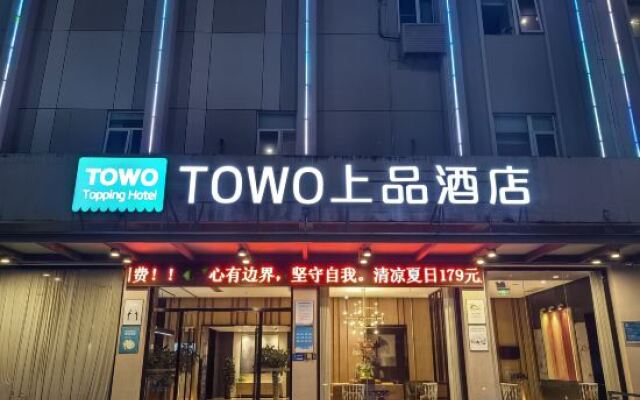 TOWO
Topping Hotel
TOWO上品酒店
费！！ 心有边界，坚守自我。清凉夏日179元